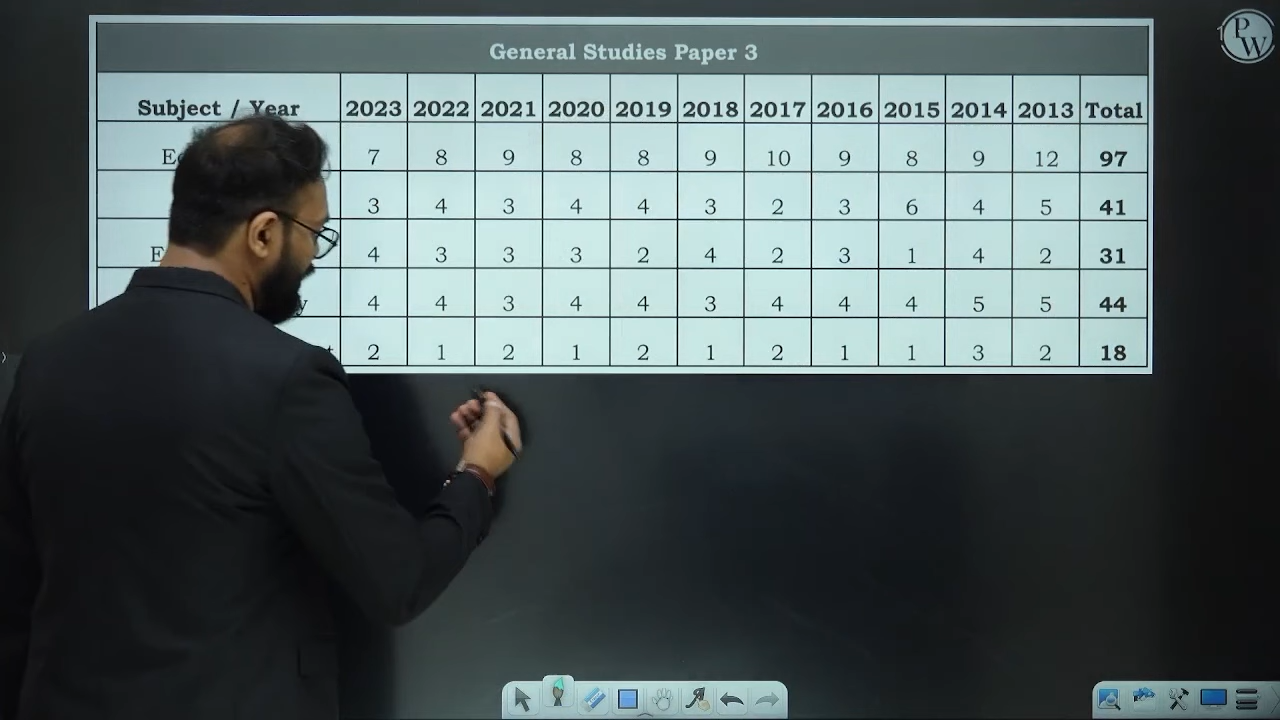 PW
General Studies Paper 3
Subject / Year 2023 2022 2021 2020 2019 2018 2017 2016 2015 2014 2013 Total
7 8 9 8 8 9 10 9 8 9 12 97
3 4 3 4 4 3 2 3 6 4 5 41
4 3 3 3 2 4 2 3 1 4 2 31
4 4 3 4 4 3 4 4 4 5 5 44
2 1 2 1 2 1 2 1 1 3 2 18